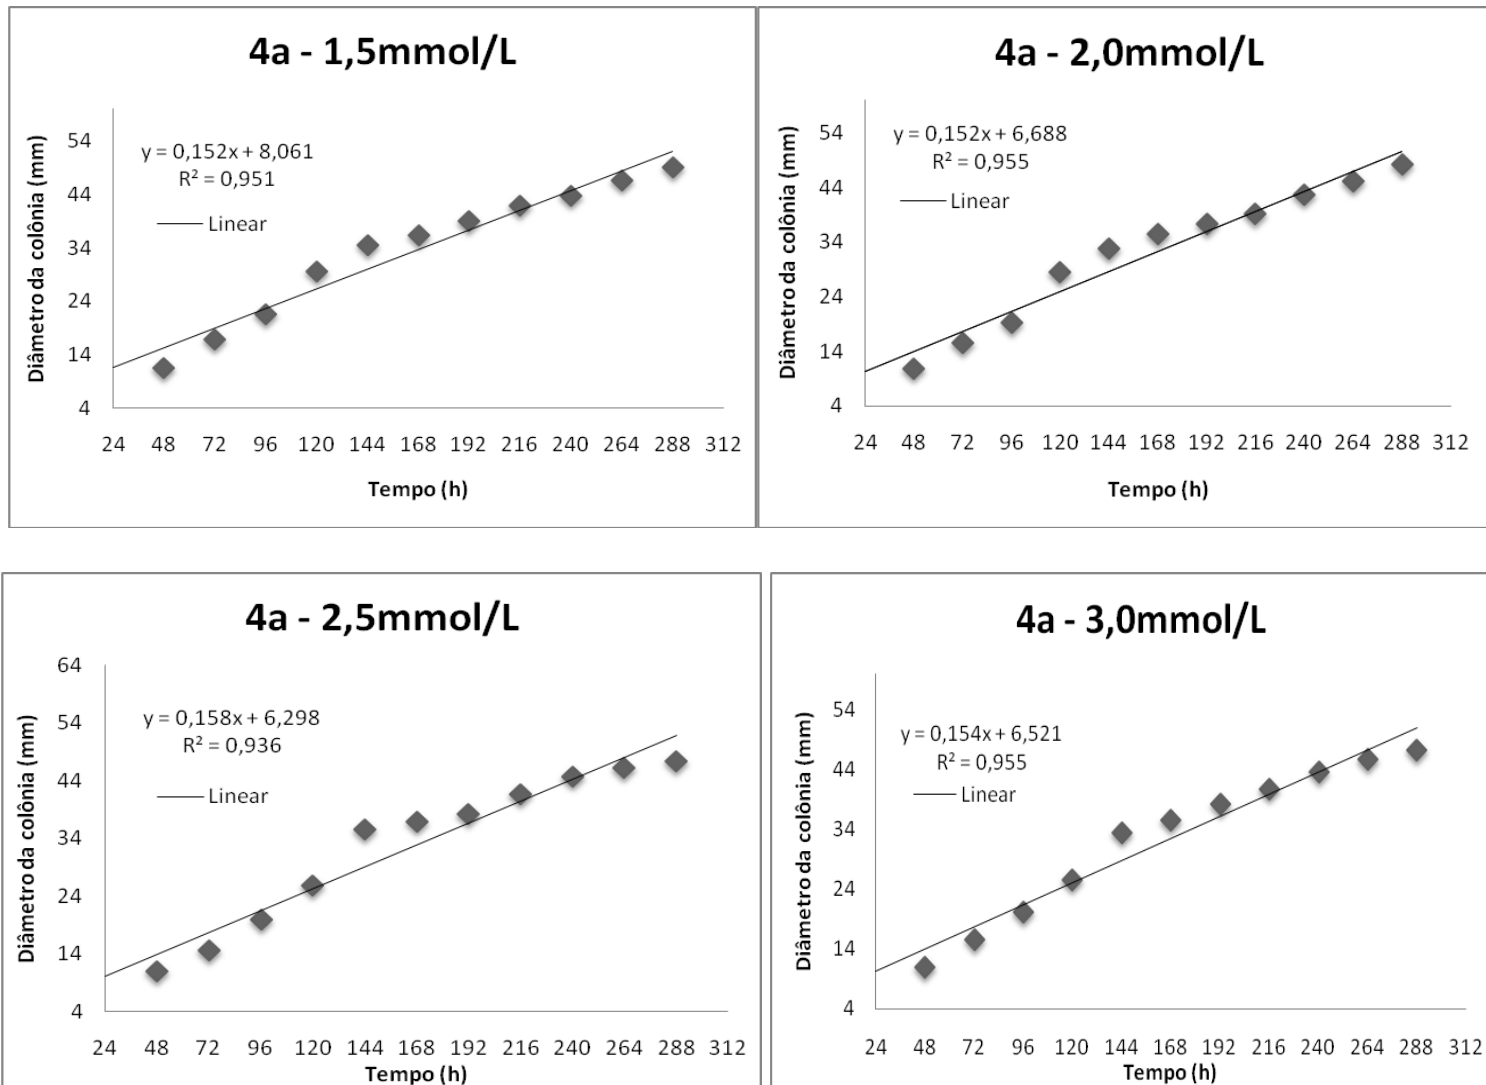 4a - 1,5mmol/L
Diâmetro da colônia (mm)
54
44
34
24
14
4
y = 0,152x + 8,061
R² = 0,951
Linear
24 48 72 96 120 144 168 192 216 240 264 288 312
Tempo (h)
4a - 2,0mmol/L
Diâmetro da colônia (mm)
54
44
34
24
14
4
y = 0,152x + 6,688
R² = 0,955
Linear
24 48 72 96 120 144 168 192 216 240 264 288 312
Tempo (h)
4a - 2,5mmol/L
Diâmetro da colônia (mm)
64
54
44
34
24
14
4
y = 0,158x + 6,298
R² = 0,936
Linear
24 48 72 96 120 144 168 192 216 240 264 288 312
Tempo (h)
4a - 3,0mmol/L
Diâmetro da colônia (mm)
54
44
34
24
14
4
y = 0,154x + 6,521
R² = 0,955
Linear
24 48 72 96 120 144 168 192 216 240 264 288 312
Tempo (h)